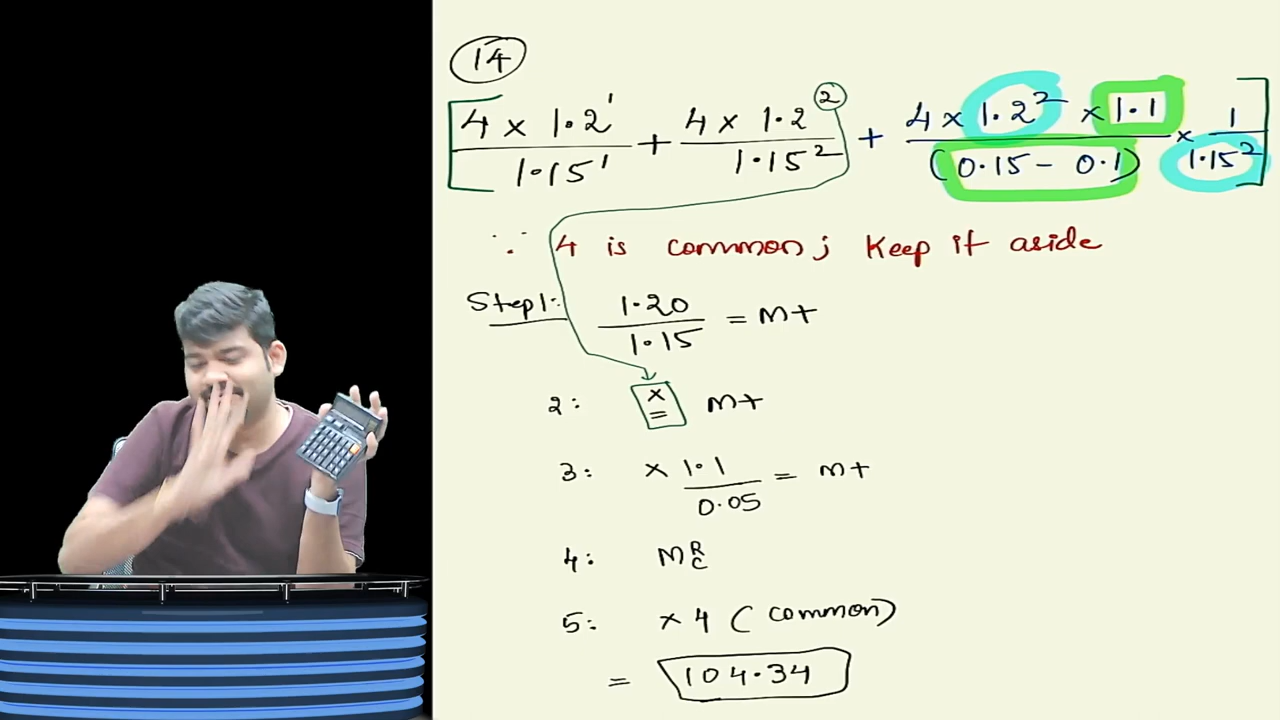 14
[ 4 × 1.2¹ / 1.15¹ + 4 × 1.2² / 1.15² + 4 × 1.2² × 1.1 / (0.15 - 0.1) × 1 / 1.15² ]
∵ 4 is common; Keep it aside
Step1: 1.20 / 1.15 = m+
2: × = m+
3: × 1.1 / 0.05 = m+
4: MRC
5: × 4 (common)
= 104.34